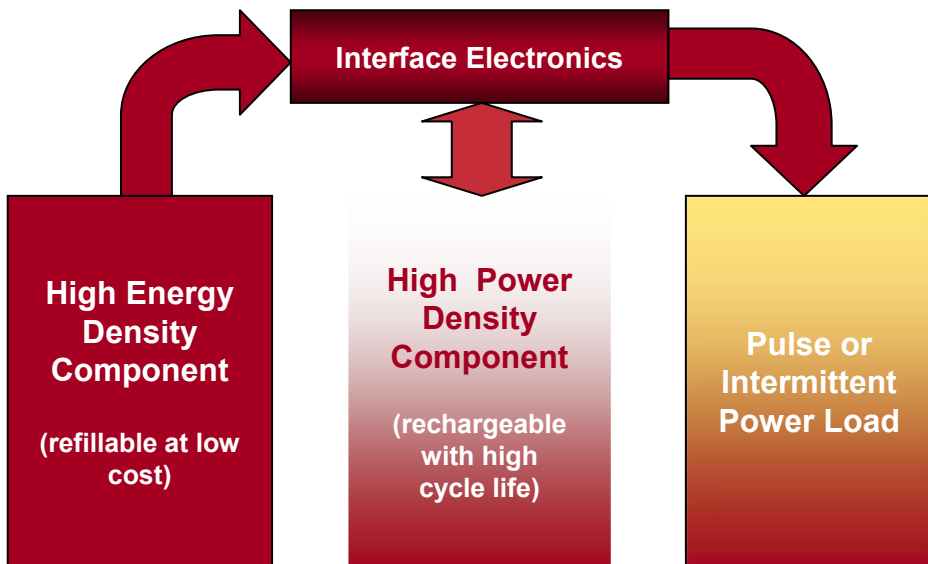 Interface Electronics
High Energy
Density
Component
(refillable at low
cost)
High Power
Density
Component
(rechargeable
with high
cycle life)
Pulse or
Intermittent
Power Load